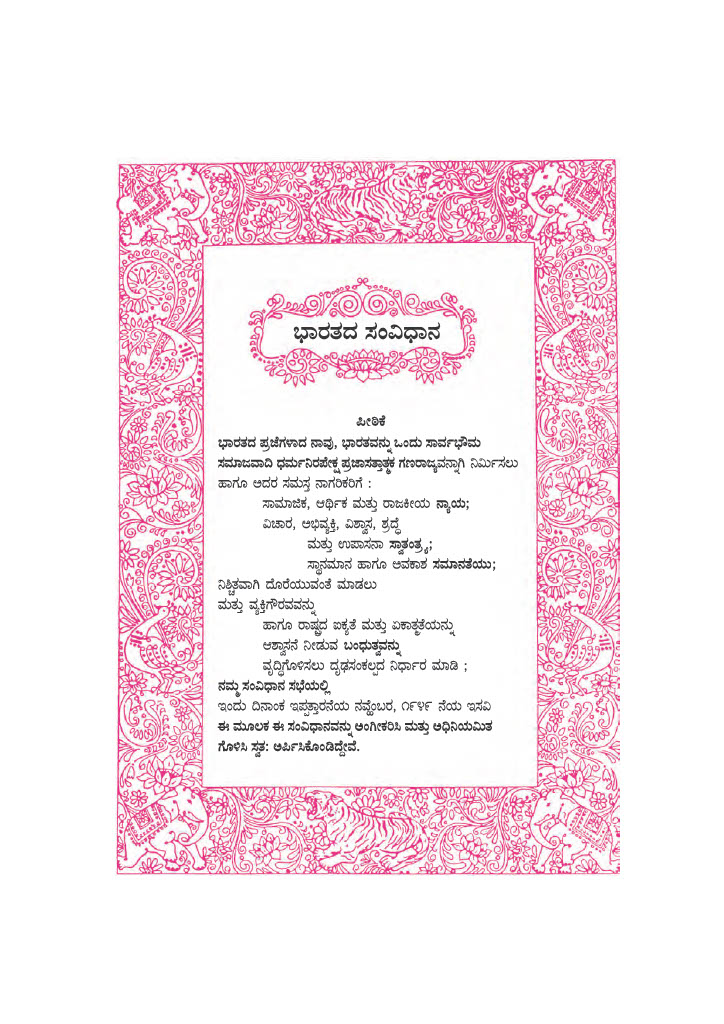 ಭಾರತದ ಸಂವಿಧಾನ
ಪೀಠಿಕೆ
ಭಾರತದ ಪ್ರಜೆಗಳಾದ ನಾವು, ಭಾರತವನ್ನು ಒಂದು ಸಾರ್ವಭೌಮ
ಸಮಾಜವಾದಿ ಧರ್ಮನಿರಪೇಕ್ಷ ಪ್ರಜಾಸತ್ತಾತ್ಮಕ ಗಣರಾಜ್ಯವನ್ನಾಗಿ ನಿರ್ಮಿಸಲು
ಹಾಗೂ ಅದರ ಸಮಸ್ತ ನಾಗರಿಕರಿಗೆ :
ಸಾಮಾಜಿಕ, ಆರ್ಥಿಕ ಮತ್ತು ರಾಜಕೀಯ ನ್ಯಾಯ;
ವಿಚಾರ, ಅಭಿವ್ಯಕ್ತಿ, ವಿಶ್ವಾಸ, ಶ್ರದ್ಧೆ
ಮತ್ತು ಉಪಾಸನಾ ಸ್ವಾತಂತ್ರ್ಯ;
ಸ್ಥಾನಮಾನ ಹಾಗೂ ಅವಕಾಶ ಸಮಾನತೆಯು;
ನಿಶ್ಚಿತವಾಗಿ ದೊರೆಯುವಂತೆ ಮಾಡಲು
ಮತ್ತು ವ್ಯಕ್ತಿಗೌರವವನ್ನು
ಹಾಗೂ ರಾಷ್ಟ್ರದ ಐಕ್ಯತೆ ಮತ್ತು ಏಕಾತ್ಮತೆಯನ್ನು
ಆಶ್ವಾಸನೆ ನೀಡುವ ಬಂಧುತ್ವವನ್ನು
ವೃದ್ಧಿಗೊಳಿಸಲು ದೃಢಸಂಕಲ್ಪದ ನಿರ್ಧಾರ ಮಾಡಿ ;
ನಮ್ಮ ಸಂವಿಧಾನ ಸಭೆಯಲ್ಲಿ
ಇಂದು ದಿನಾಂಕ ಇಪ್ಪತ್ತಾರನೆಯ ನವ್ಹೆಂಬರ, ೧೯೪೯ ನೆಯ ಇಸವಿ
ಈ ಮೂಲಕ ಈ ಸಂವಿಧಾನವನ್ನು ಅಂಗೀಕರಿಸಿ ಮತ್ತು ಅಧಿನಿಯಮಿತ
ಗೊಳಿಸಿ ಸ್ವತ: ಅರ್ಪಿಸಿಕೊಂಡಿದ್ದೇವೆ.